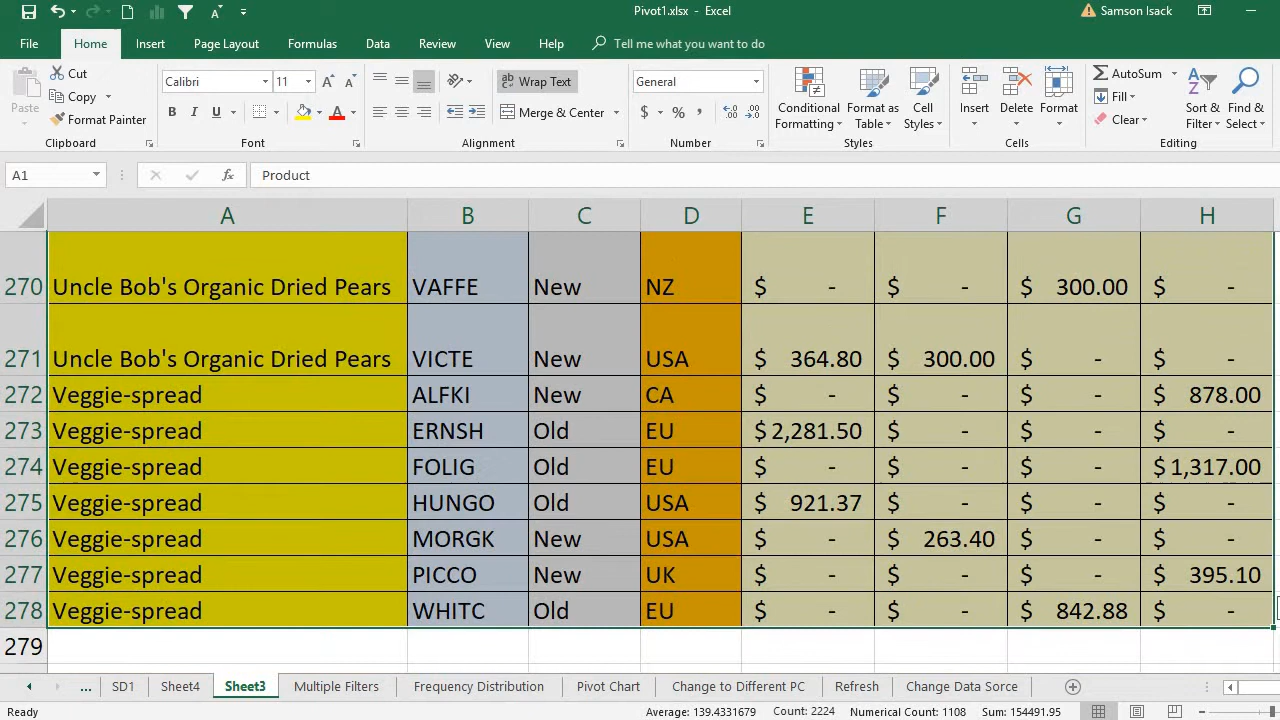 Pivot1.xlsx - Excel
Samson Isack
File Home Insert Page Layout Formulas Data Review View Help Tell me what you want to do
Paste
Cut
Copy
Format Painter
Clipboard
Calibri 11
B I U
Font
Wrap Text
Merge & Center
Alignment
General
$ % ,
Number
Conditional Formatting
Format as Table
Cell Styles
Styles
Insert Delete Format
Cells
AutoSum
Fill
Clear
Sort & Filter
Find & Select
Editing
A1 fx Product
A B C D E F G H
270 Uncle Bob's Organic Dried Pears VAFFE New NZ $ - $ - $ 300.00 $ -
271 Uncle Bob's Organic Dried Pears VICTE New USA $ 364.80 $ 300.00 $ - $ -
272 Veggie-spread ALFKI New CA $ - $ - $ - $ 878.00
273 Veggie-spread ERNSH Old EU $ 2,281.50 $ - $ - $ -
274 Veggie-spread FOLIG Old EU $ - $ - $ - $ 1,317.00
275 Veggie-spread HUNGO Old USA $ 921.37 $ - $ - $ -
276 Veggie-spread MORGK New USA $ - $ 263.40 $ - $ -
277 Veggie-spread PICCO New UK $ - $ - $ - $ 395.10
278 Veggie-spread WHITC Old EU $ - $ - $ 842.88 $ -
279
... SD1 Sheet4 Sheet3 Multiple Filters Frequency Distribution Pivot Chart Change to Different PC Refresh Change Data Sorce
Ready Average: 139.4331679 Count: 2224 Numerical Count: 1108 Sum: 154491.95